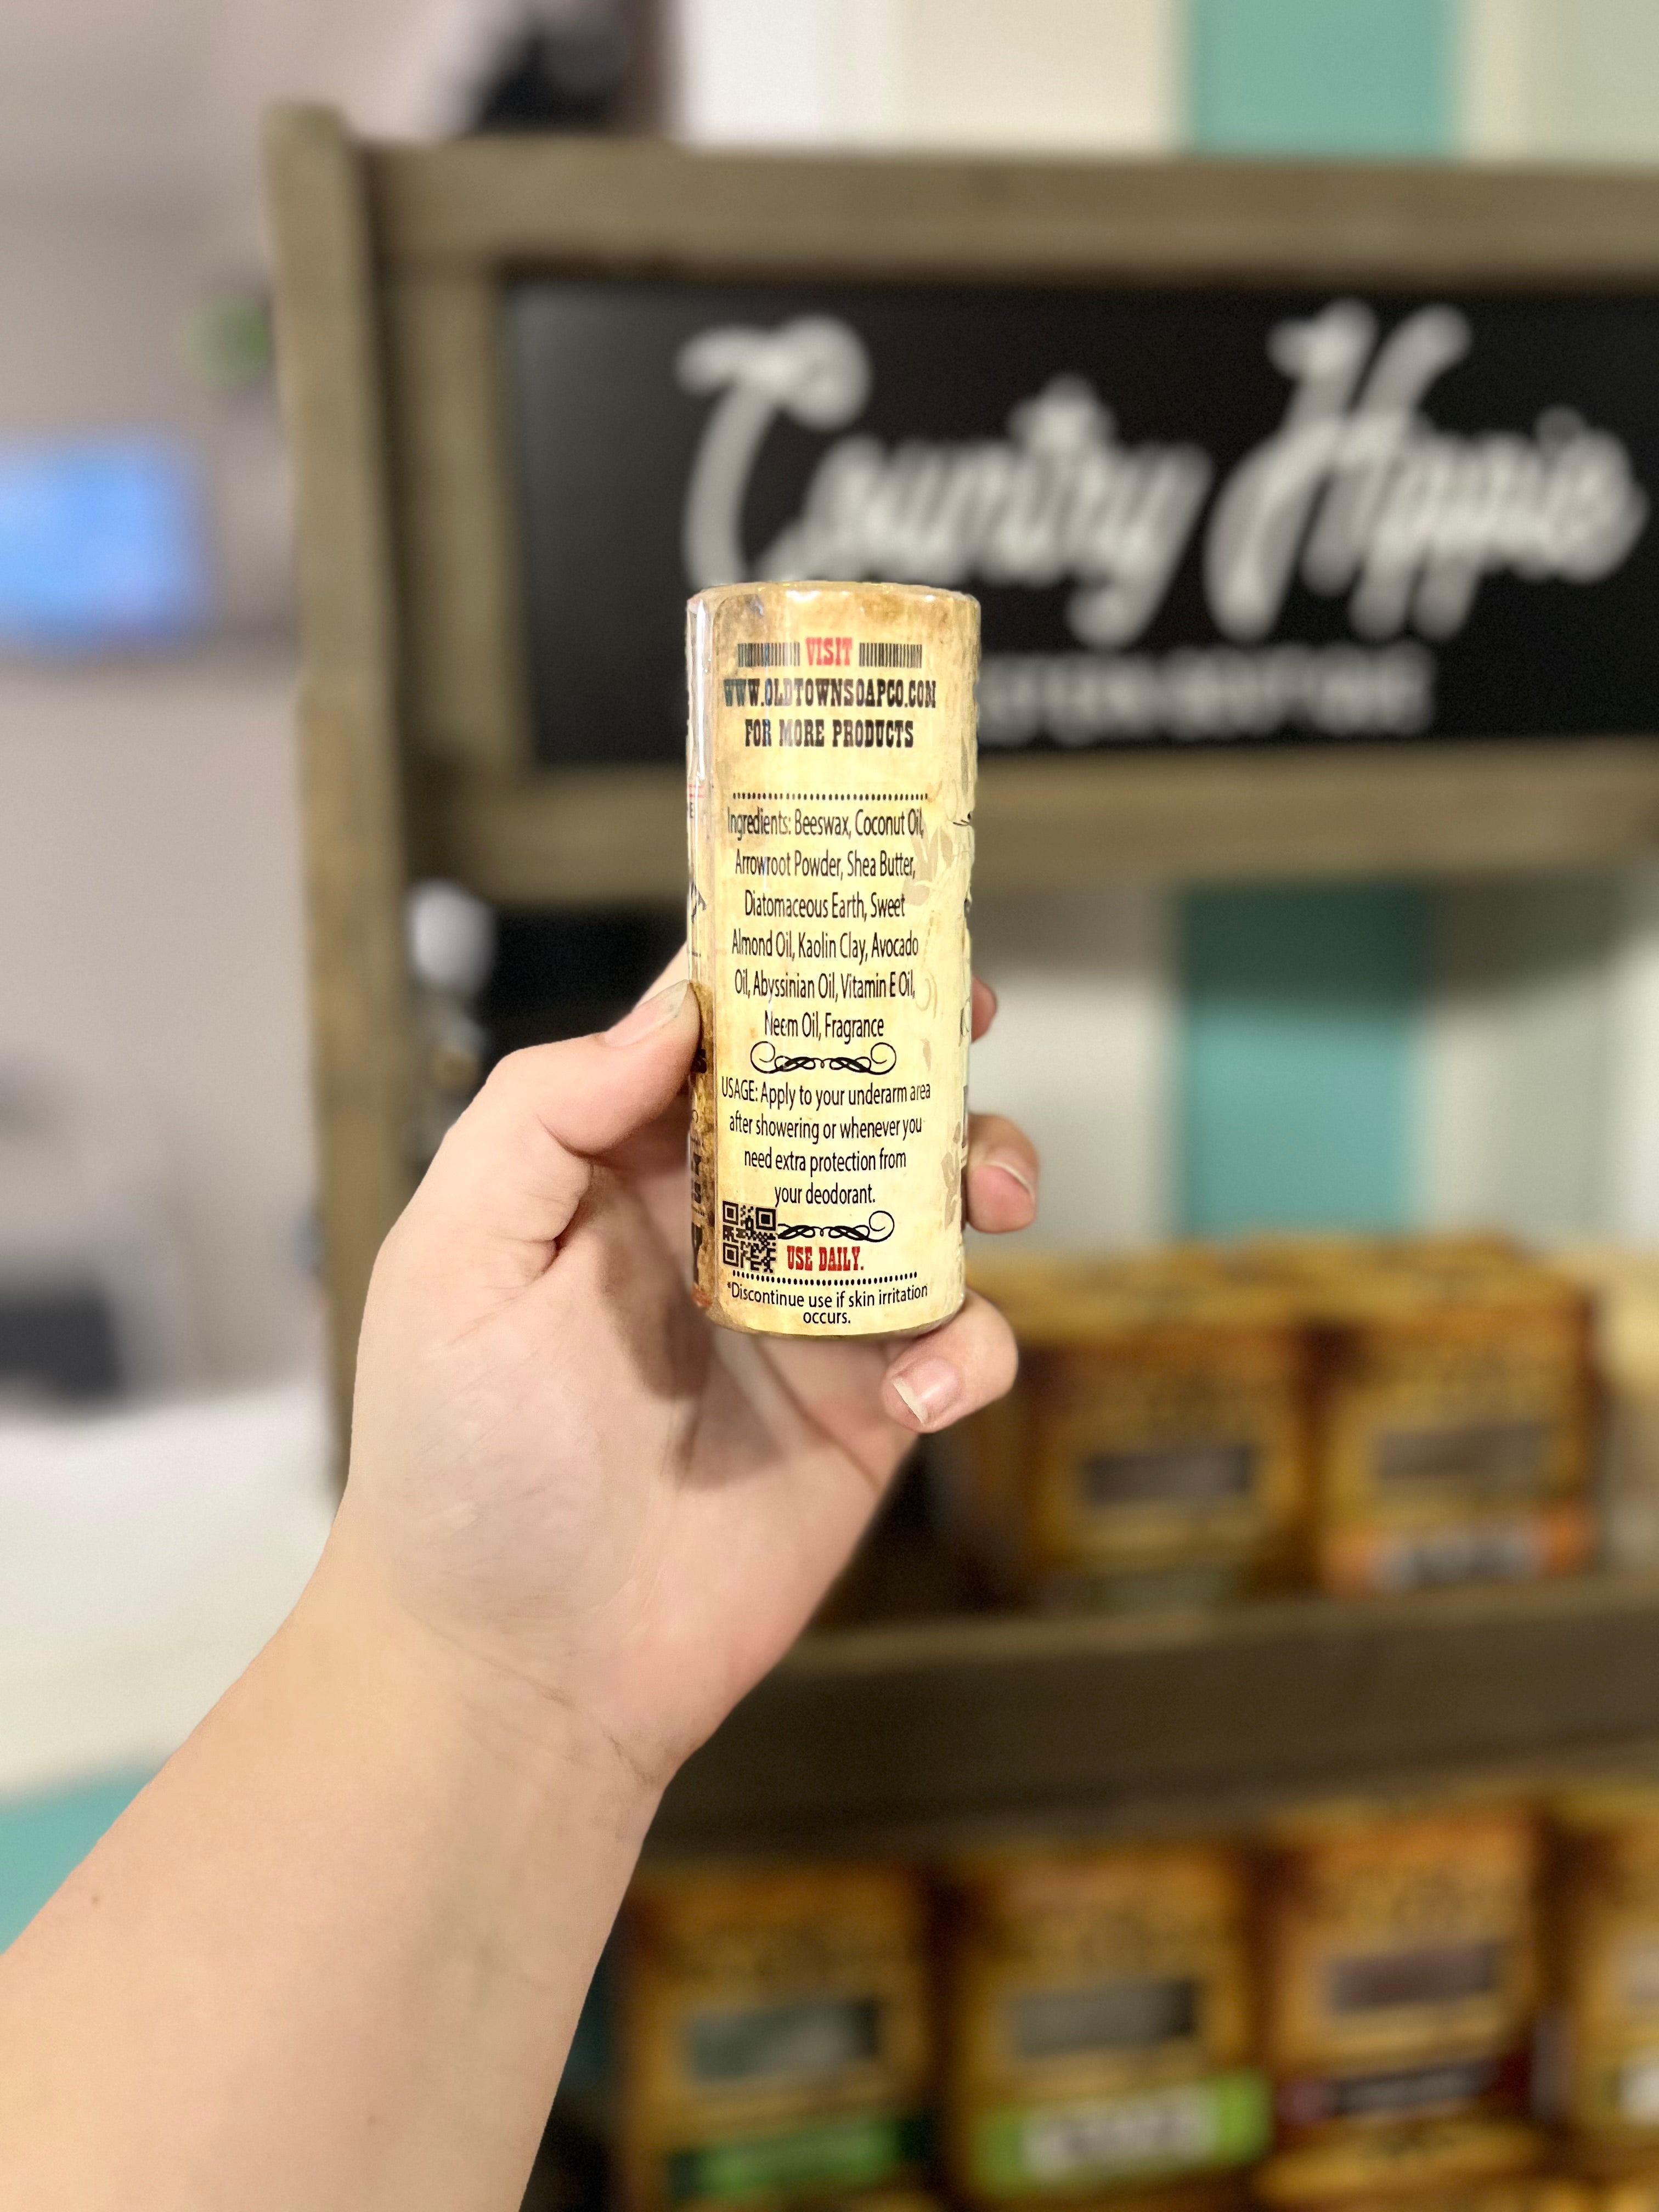 Country Hippie
VISIT
WWW.OLDTOWNSOAPCO.COM
FOR MORE PRODUCTS
Ingredients: Beeswax, Coconut Oil,
Arrowroot Powder, Shea Butter,
Diatomaceous Earth, Sweet
Almond Oil, Kaolin Clay, Avocado
Oil, Abyssinian Oil, Vitamin E Oil,
Neem Oil, Fragrance
USAGE: Apply to your underarm area
after showering or whenever you
need extra protection from
your deodorant.
USE DAILY.
*Discontinue use if skin irritation
occurs.